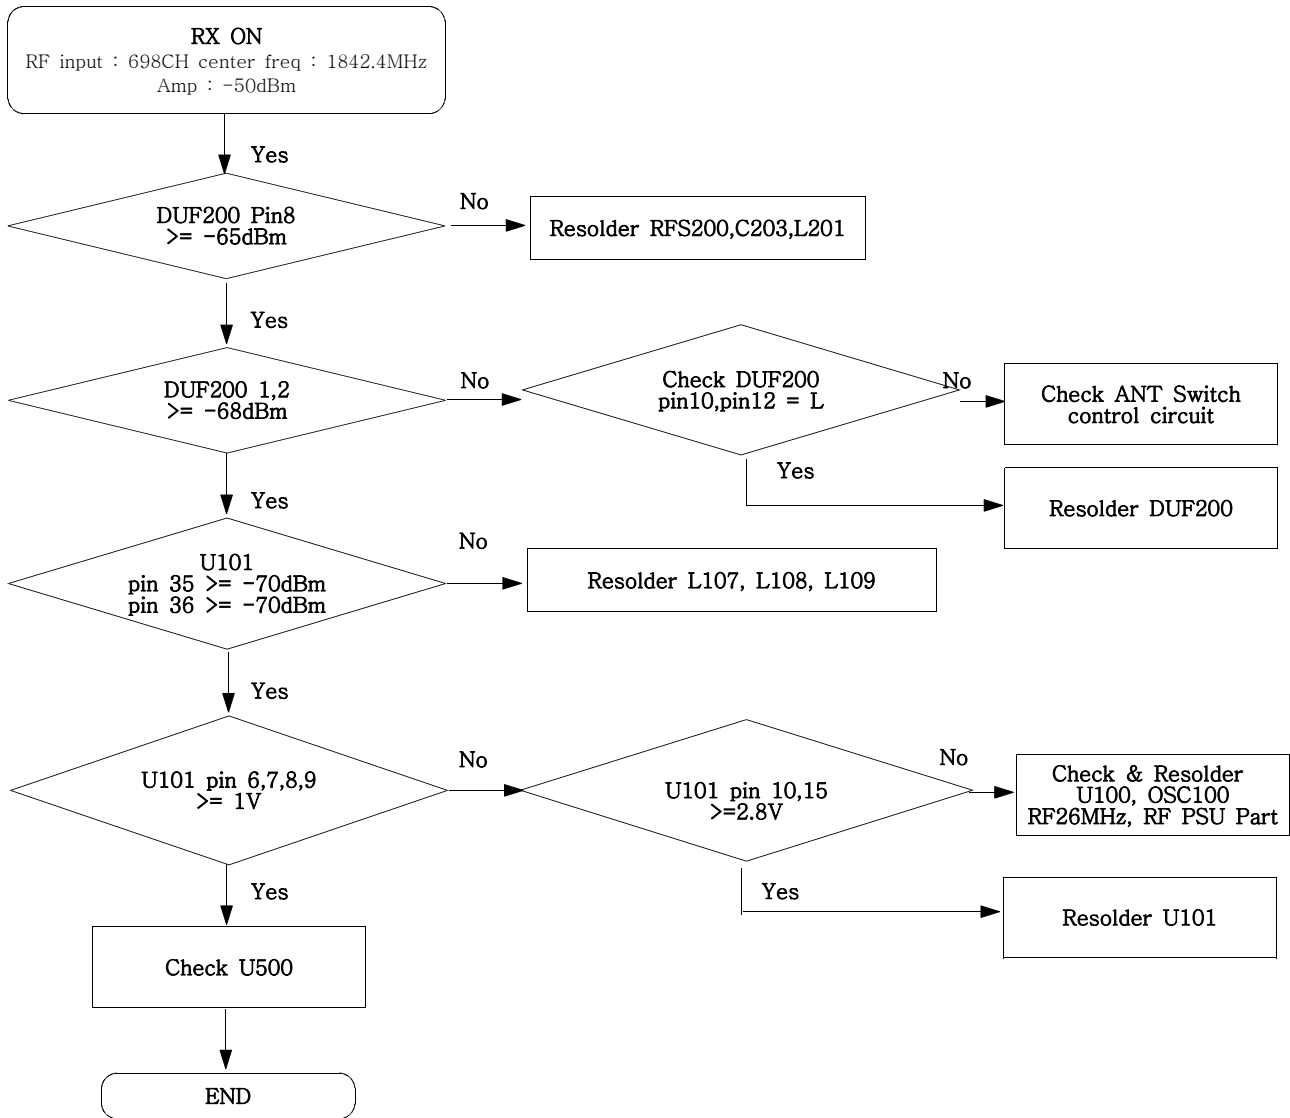 RX ON
RF input : 698CH center freq : 1842.4MHz
Amp : -50dBm
Yes
DUF200 Pin8
>= -65dBm
No
Resolder RFS200,C203,L201
Yes
DUF200 1,2
>= -68dBm
No
Check DUF200
pin10,pin12 = L
No
Check ANT Switch
control circuit
Yes
Resolder DUF200
Yes
U101
pin 35 >= -70dBm
pin 36 >= -70dBm
No
Resolder L107, L108, L109
Yes
U101 pin 6,7,8,9
>= 1V
No
U101 pin 10,15
>=2.8V
No
Check & Resolder
U100, OSC100
RF26MHz, RF PSU Part
Yes
Resolder U101
Yes
Check U500
END